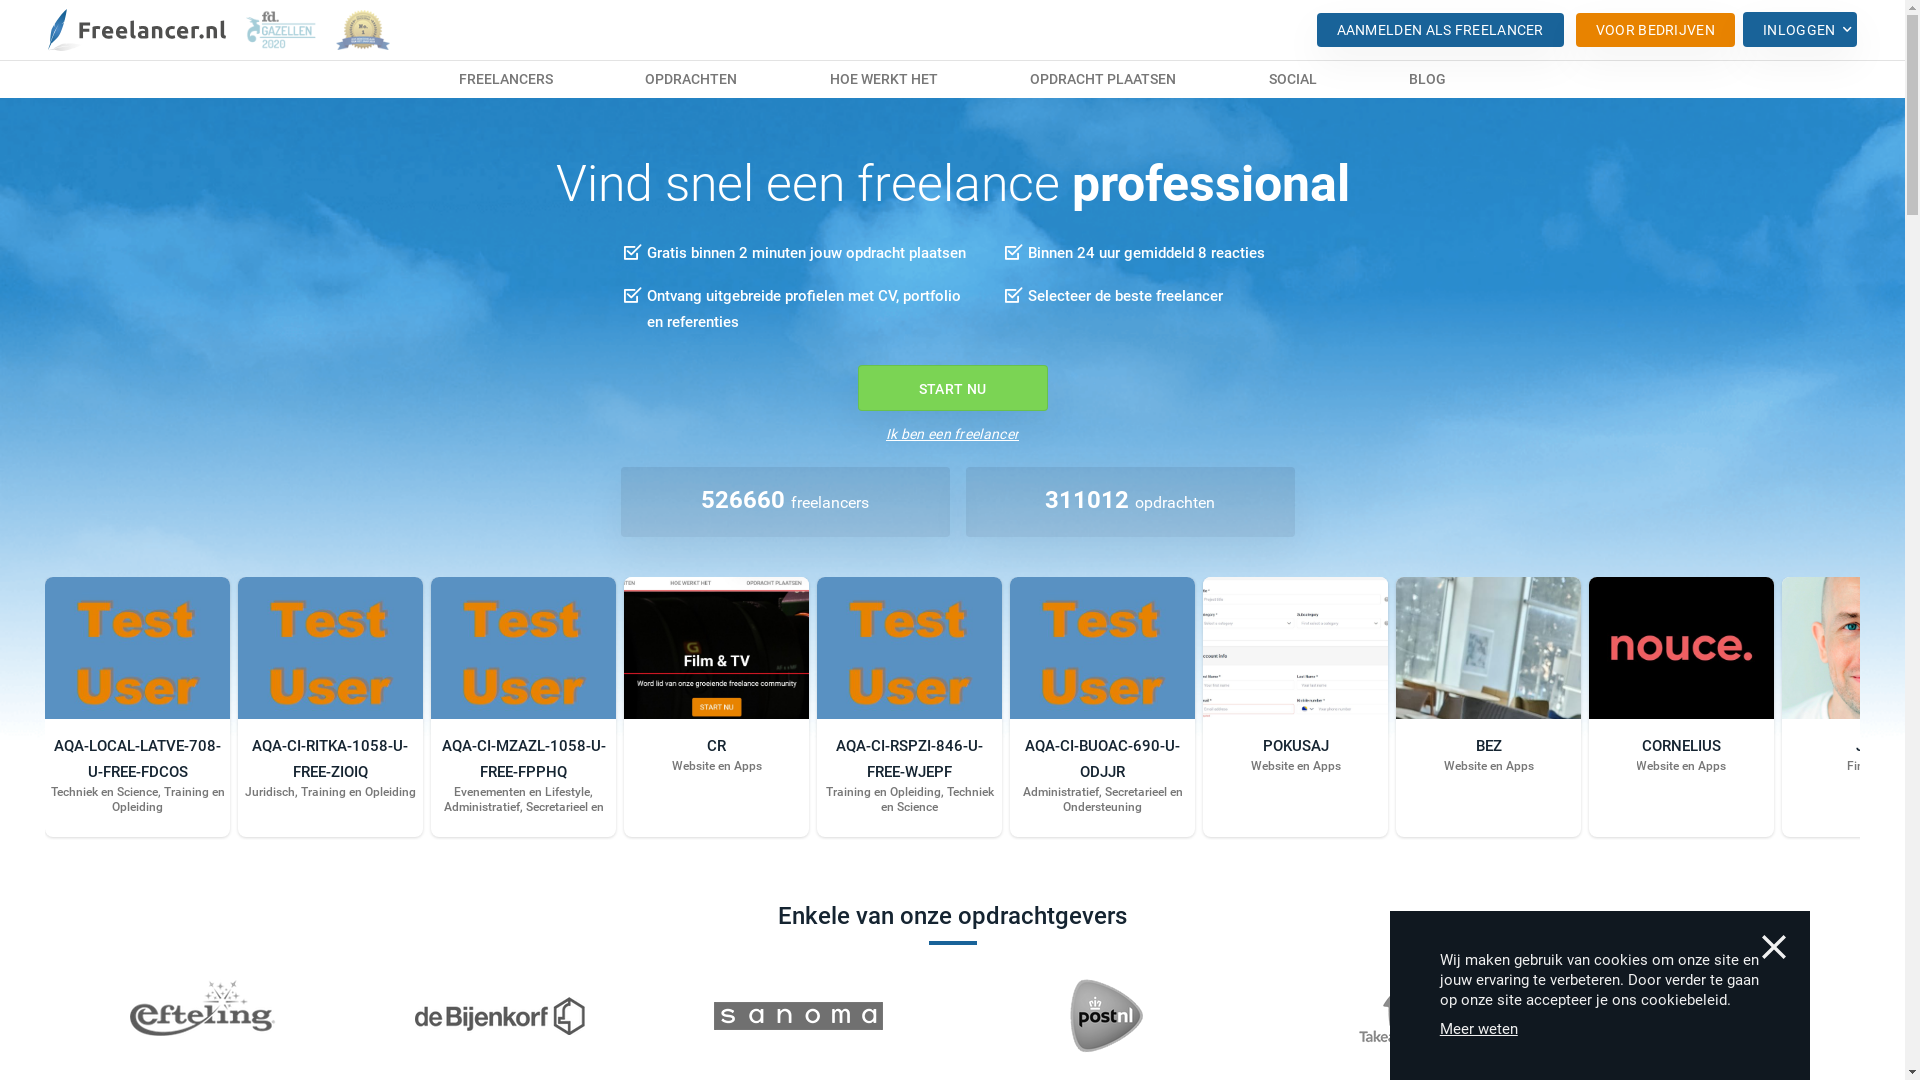 Freelancer.nl
fd.
GAZELLEN
2020
AANMELDEN ALS FREELANCER
VOOR BEDRIJVEN
INLOGGEN
FREELANCERS
OPDRACHTEN
HOE WERKT HET
OPDRACHT PLAATSEN
SOCIAL
BLOG
Vind snel een freelance professional
Gratis binnen 2 minuten jouw opdracht plaatsen
Binnen 24 uur gemiddeld 8 reacties
Ontvang uitgebreide profielen met CV, portfolio
en referenties
Selecteer de beste freelancer
START NU
Ik ben een freelancer
526660 freelancers
311012 opdrachten
Test
User
AQA-LOCAL-LATVE-708-
U-FREE-FDCOS
Techniek en Science, Training en
Opleiding
Test
User
AQA-CI-RITKA-1058-U-
FREE-ZIOIQ
Juridisch, Training en Opleiding
Test
User
AQA-CI-MZAZL-1058-U-
FREE-FPPHQ
Evenementen en Lifestyle,
Administratief, Secretarieel en
HOE WERKT HET
OPDRACHT PLAATSEN
Film & TV
Word lid van onze groeiende freelance community
START NU
CR
Website en Apps
Test
User
AQA-CI-RSPZI-846-U-
FREE-WJEPF
Training en Opleiding, Techniek
en Science
Test
User
AQA-CI-BUOAC-690-U-
ODJJR
Administratief, Secretarieel en
Ondersteuning
POKUSAJ
Website en Apps
BEZ
Website en Apps
nouce.
CORNELIUS
Website en Apps
Enkele van onze opdrachtgevers
efteling
de Bijenkorf
sanoma
postnl
Wij maken gebruik van cookies om onze site en
jouw ervaring te verbeteren. Door verder te gaan
op onze site accepteer je ons cookiebeleid.
Meer weten